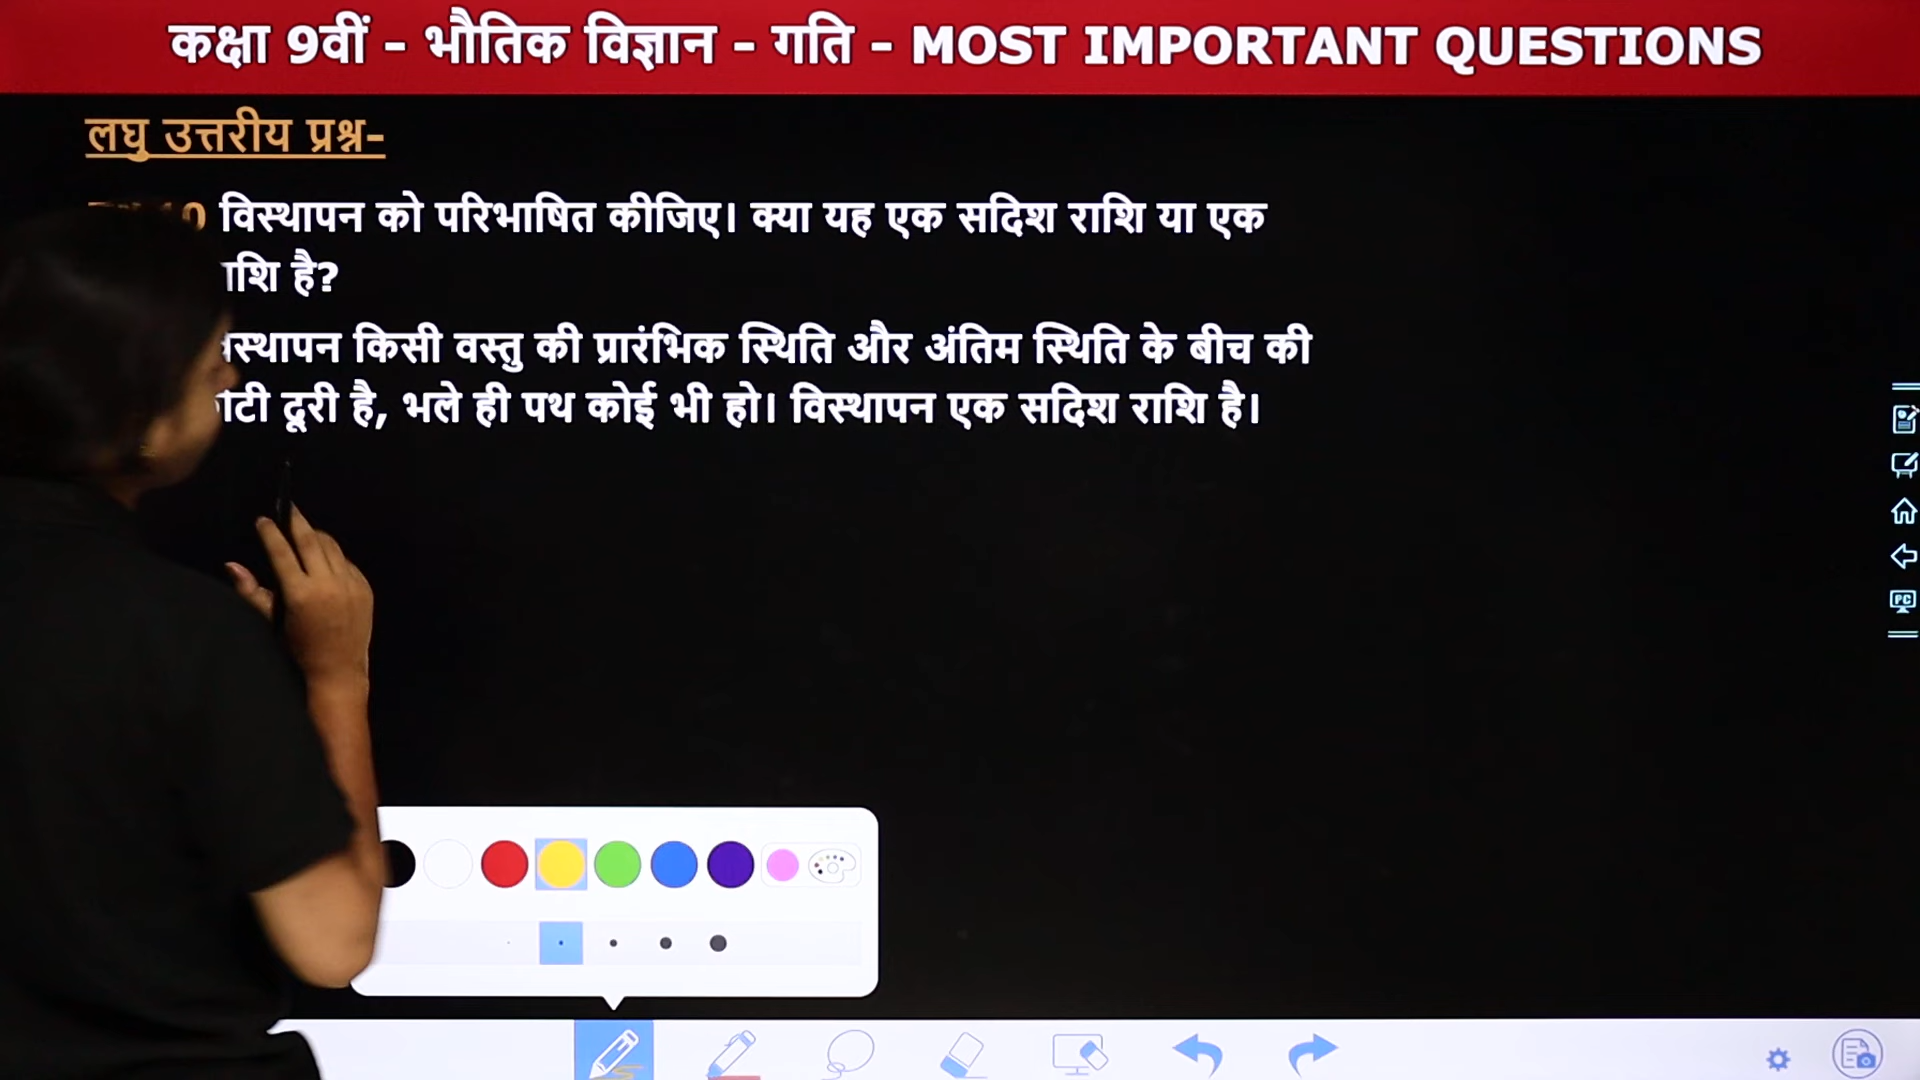 कक्षा 9वीं – भौतिक विज्ञान – गति – MOST IMPORTANT QUESTIONS
लघु उत्तरीय प्रश्न-
विस्थापन को परिभाषित कीजिए। क्या यह एक सदिश राशि या एक
है?
किसी वस्तु की प्रारंभिक स्थिति और अंतिम स्थिति के बीच की
दूरी है, भले ही पथ कोई भी हो। विस्थापन एक सदिश राशि है।
PC